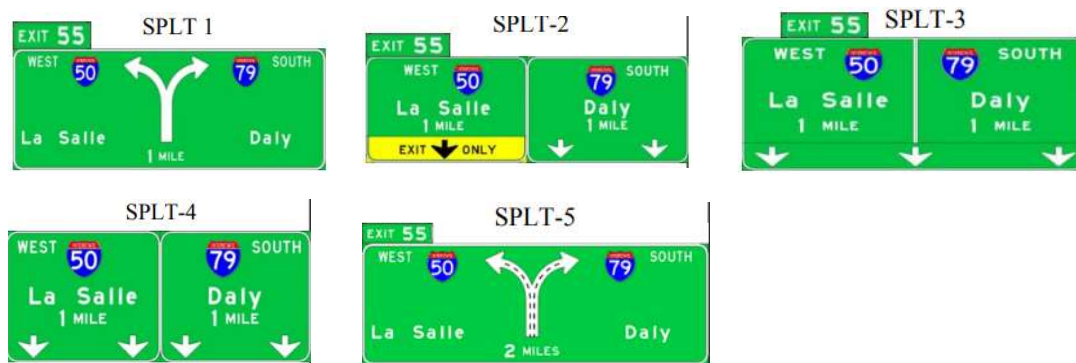 SPLT 1
EXIT 55
WEST 50 79 SOUTH
La Salle Daly
1 MILE
SPLT-2
EXIT 55
WEST 50
La Salle
1 MILE
EXIT ONLY
79 SOUTH
Daly
1 MILE
SPLT-3
EXIT 55
WEST 50
La Salle
1 MILE
79 SOUTH
Daly
1 MILE
SPLT-4
WEST 50
La Salle
1 MILE
79 SOUTH
Daly
1 MILE
SPLT-5
EXIT 55
WEST 50 79 SOUTH
La Salle Daly
2 MILES